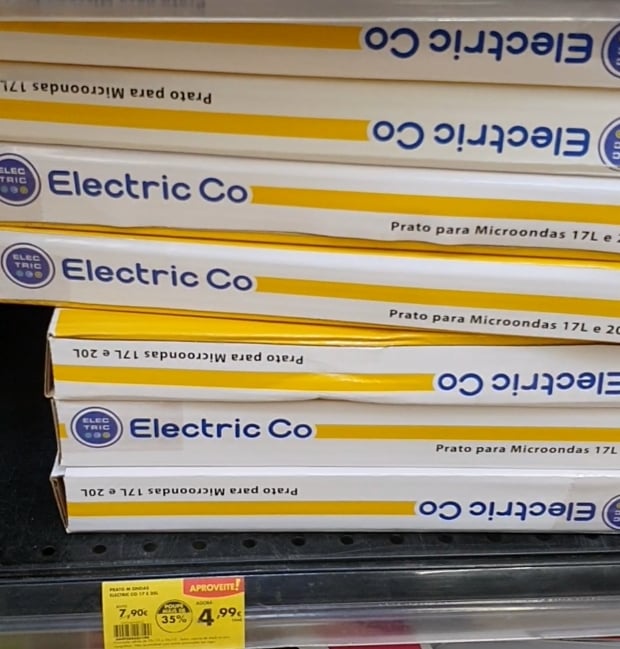 Electric Co
Prato para Microondas 17L
Electric Co
ELEC
TRIC
Electric Co
Prato para Microondas 17L e
ELEC
TRIC
Electric Co
Prato para Microondas 17L e 20
Prato para Microondas 17L e 20L
Electric Co
ELEC
TRIC
Electric Co
Prato para Microondas 17L
Prato para Microondas 17L e 20L
Electric Co
PRATO M ONDAS
ELECTRIC CO 17 E 20L
APROVEITE!
7,90€
35%
AGORA
4,99€